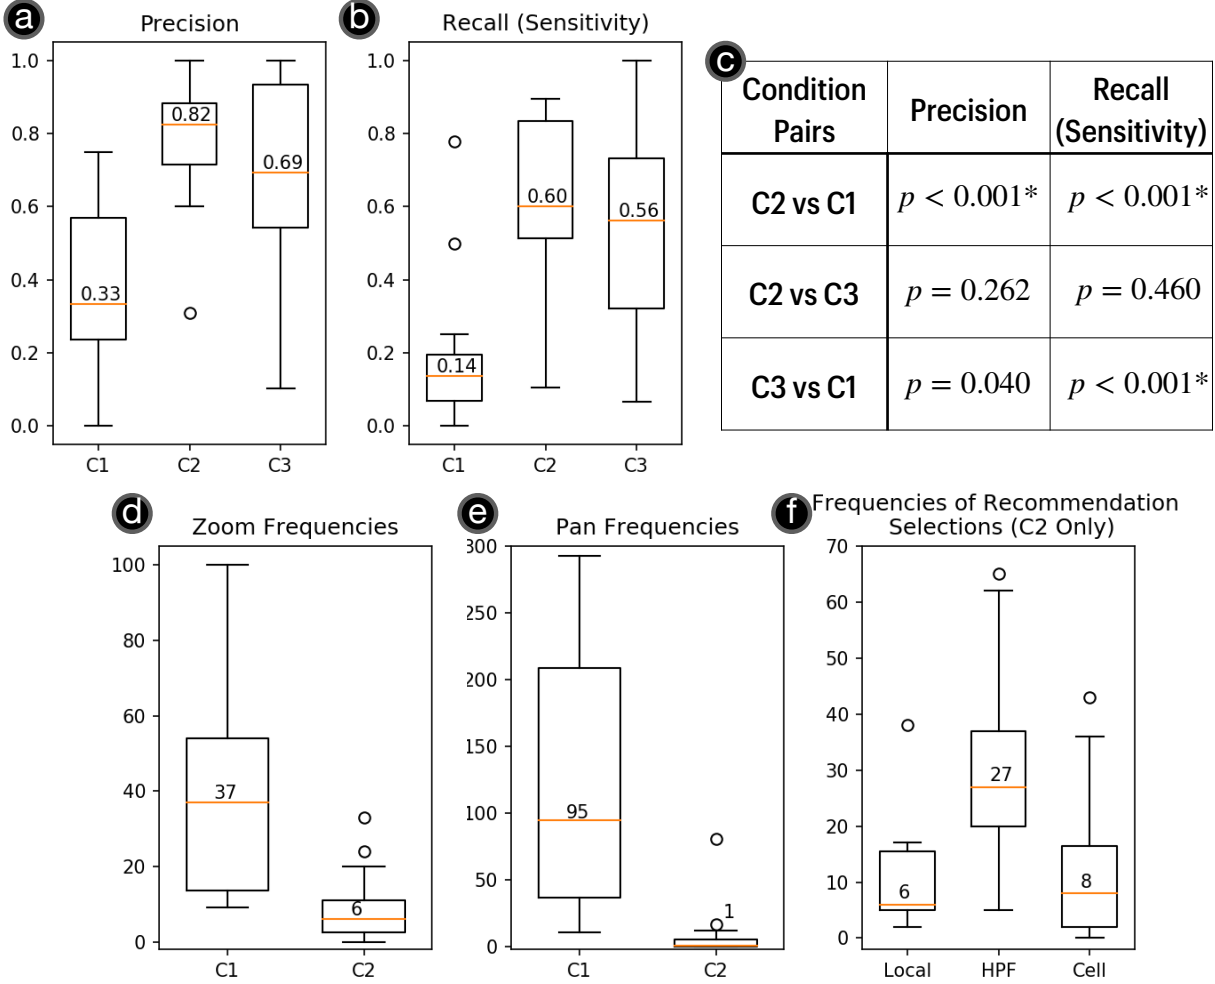 a
Precision
1.0
0.8
0.6
0.4
0.2
0.0
0.33
0.82
0.69
C1 C2 C3
b
Recall (Sensitivity)
1.0
0.8
0.6
0.4
0.2
0.0
0.14
0.60
0.56
C1 C2 C3
c
Condition Pairs Precision Recall (Sensitivity)
C2 vs C1 p < 0.001* p < 0.001*
C2 vs C3 p = 0.262 p = 0.460
C3 vs C1 p = 0.040 p < 0.001*
d
Zoom Frequencies
100
80
60
40
20
0
37
6
C1 C2
e
Pan Frequencies
300
250
200
150
100
50
0
95
1
C1 C2
f
Frequencies of Recommendation
Selections (C2 Only)
70
60
50
40
30
20
10
0
6
27
8
Local HPF Cell